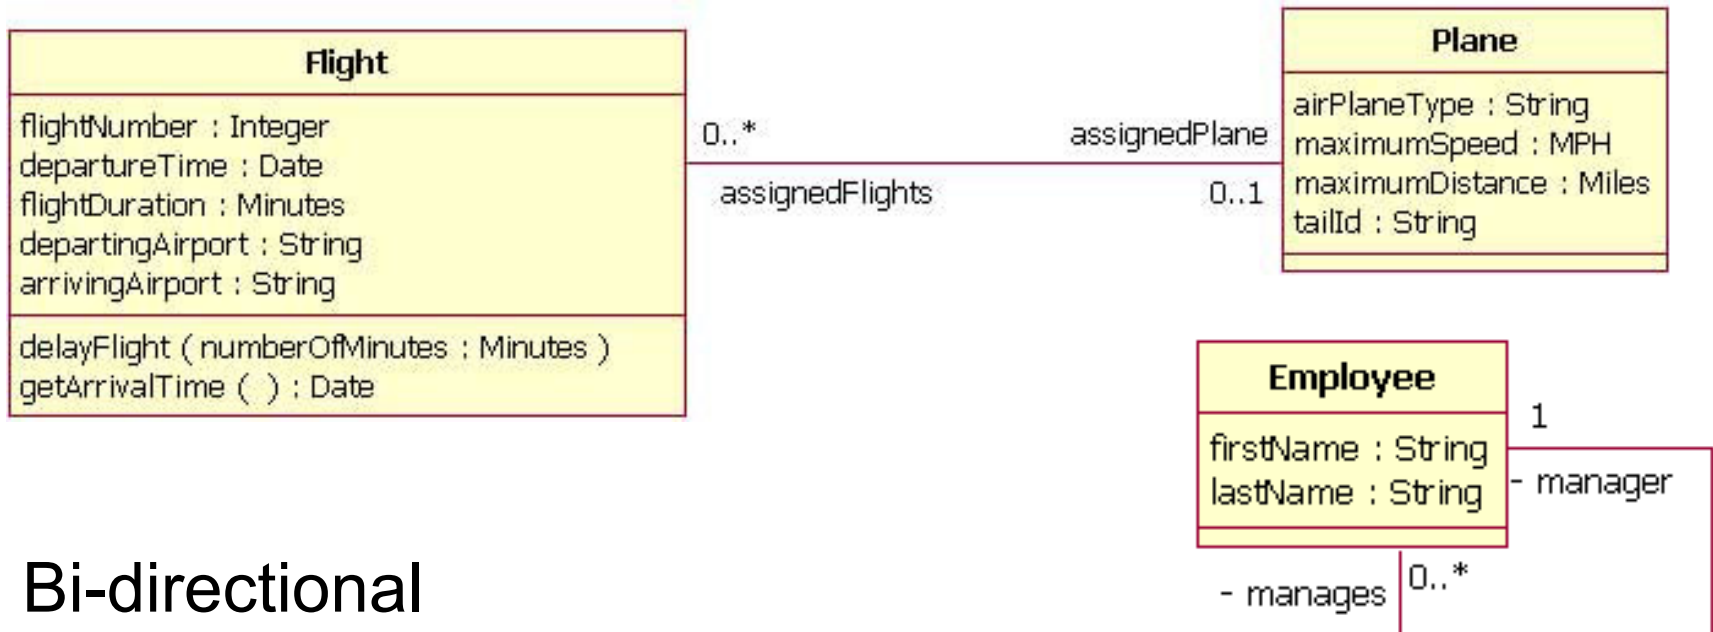 Flight
flightNumber : Integer
departureTime : Date
flightDuration : Minutes
departingAirport : String
arrivingAirport : String
delayFlight ( numberOfMinutes : Minutes )
getArrivalTime ( ) : Date
0..*
assignedFlights
assignedPlane
0..1
Plane
airPlaneType : String
maximumSpeed : MPH
maximumDistance : Miles
tailId : String
Employee
firstName : String
lastName : String
1
- manager
- manages
0..*
Bi-directional